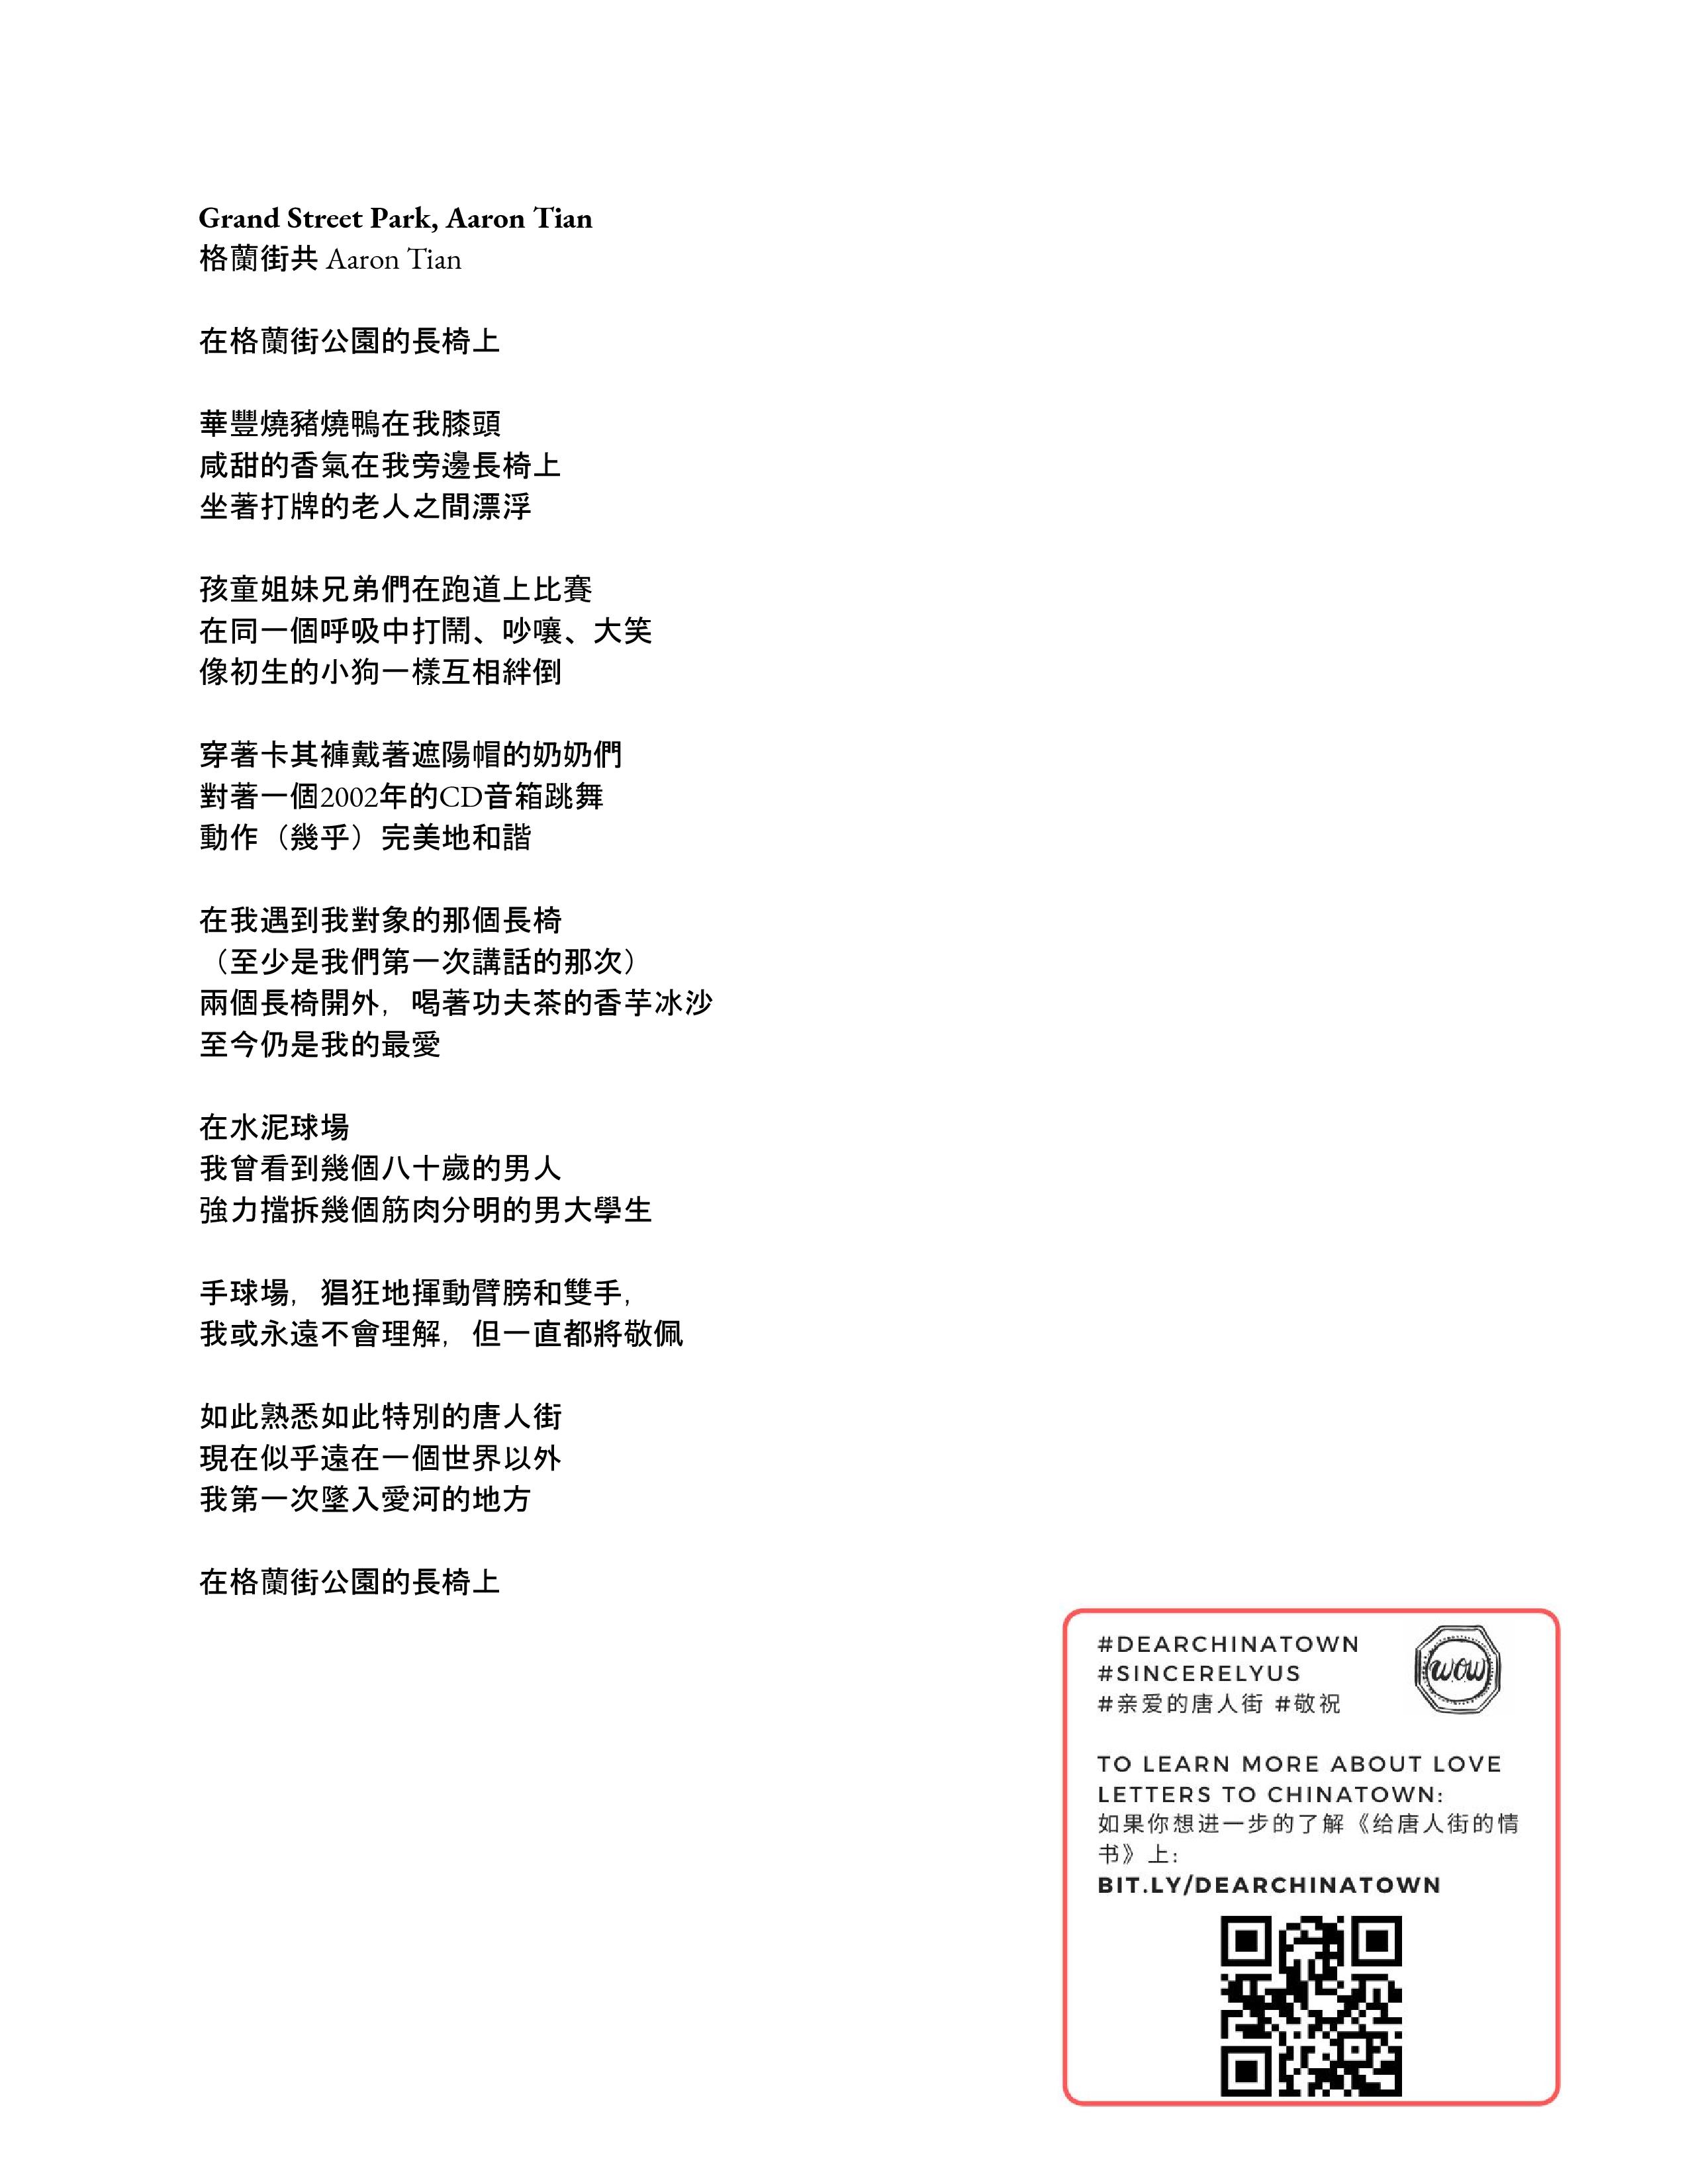 Grand Street Park, Aaron Tian
格蘭街共 Aaron Tian
在格蘭街公園的長椅上
華豐燒豬燒鴨在我膝頭
咸甜的香氣在我旁邊長椅上
坐著打牌的老人之間漂浮
孩童姐妹兄弟們在跑道上比賽
在同一個呼吸中打鬧、吵嚷、大笑
像初生的小狗一樣互相絆倒
穿著卡其褲戴著遮陽帽的奶奶們
對著一個2002年的CD音箱跳舞
動作（幾乎）完美地和諧
在我遇到我對象的那個長椅
（至少是我們第一次講話的那次）
兩個長椅開外，喝著功夫茶的香芋冰沙
至今仍是我的最愛
在水泥球場
我曾看到幾個八十歲的男人
強力擋拆幾個筋肉分明的男大學生
手球場，猖狂地揮動臂膀和雙手，
我或永遠不會理解，但一直都將敬佩
如此熟悉如此特別的唐人街
現在似乎遠在一個世界以外
我第一次墜入愛河的地方
在格蘭街公園的長椅上
#DEARCHINATOWN
#SINCERELYUS
#亲爱的唐人街 #敬祝
wow
TO LEARN MORE ABOUT LOVE
LETTERS TO CHINATOWN:
如果你想进一步的了解《给唐人街的情
书》上:
BIT.LY/DEARCHINATOWN